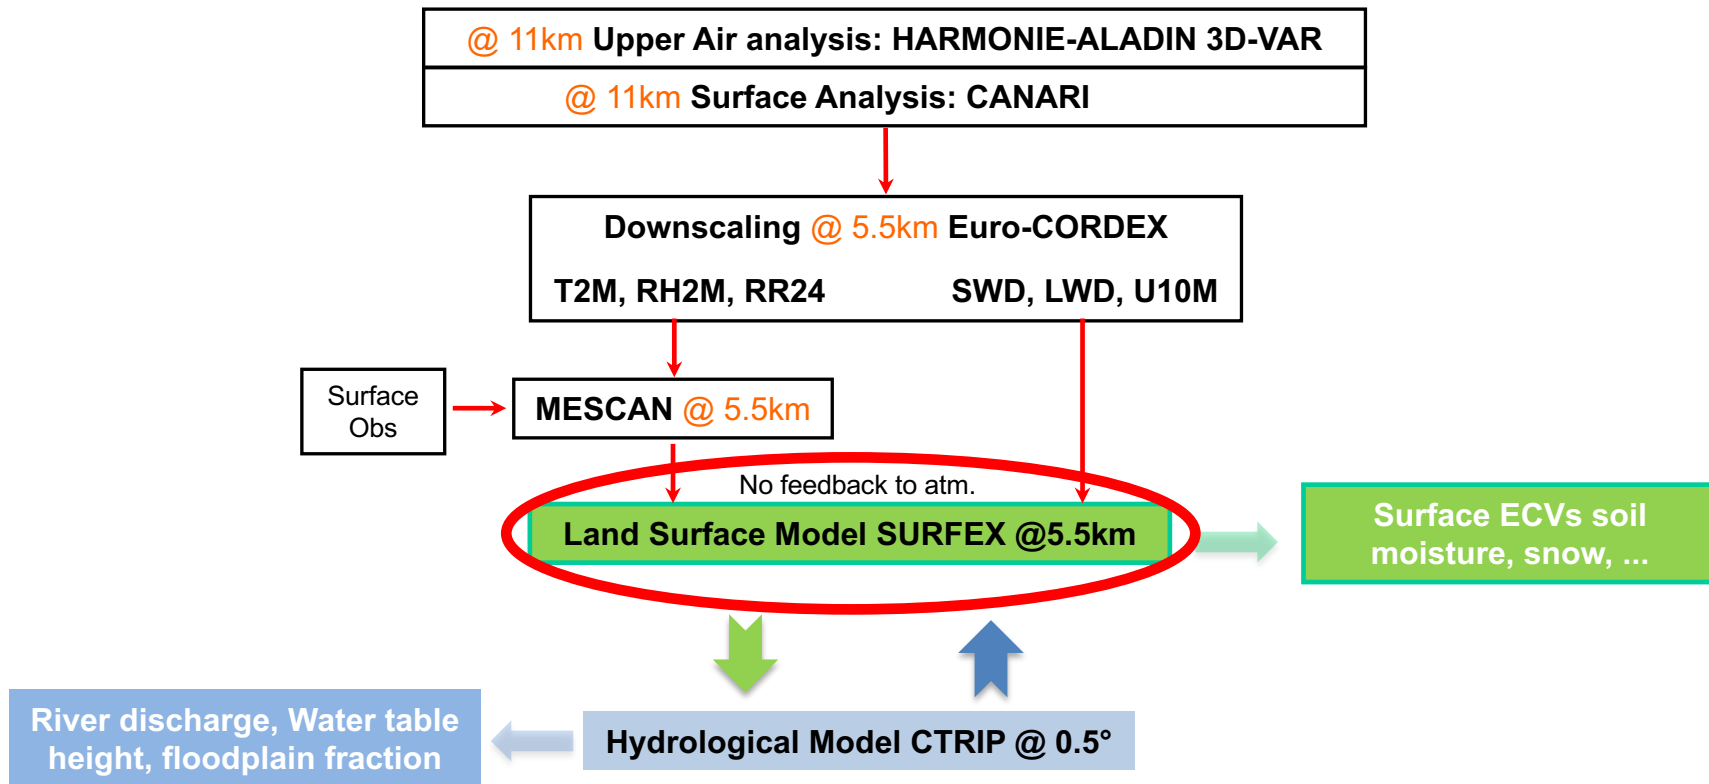 @ 11km Upper Air analysis: HARMONIE-ALADIN 3D-VAR
@ 11km Surface Analysis: CANARI
Downscaling @ 5.5km Euro-CORDEX
T2M, RH2M, RR24
SWD, LWD, U10M
Surface
Obs
MESCAN @ 5.5km
No feedback to atm.
Land Surface Model SURFEX @5.5km
Surface ECVs soil
moisture, snow, ...
River discharge, Water table
height, floodplain fraction
Hydrological Model CTRIP @ 0.5°